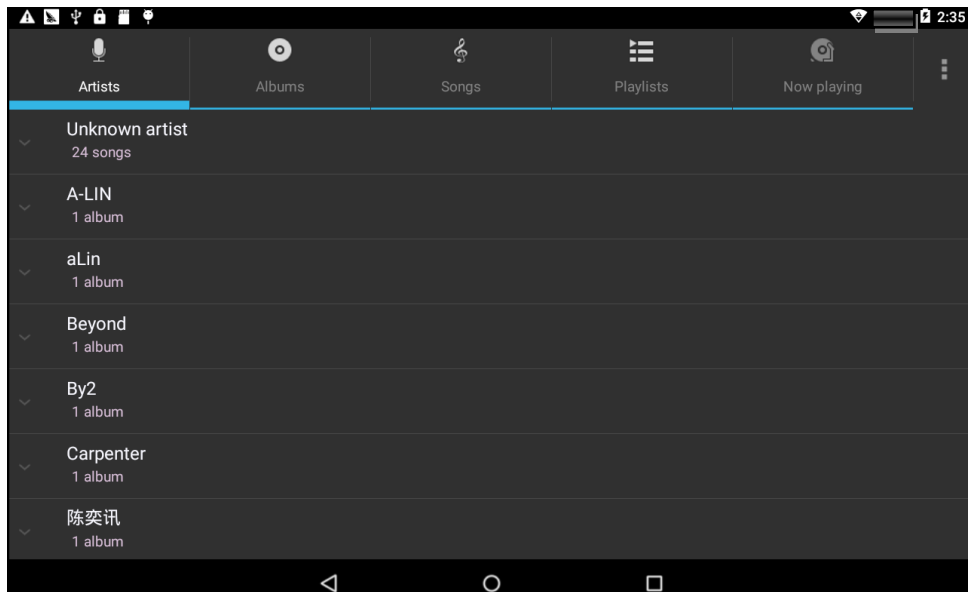 2:35
Artists
Albums
Songs
Playlists
Now playing
Unknown artist
24 songs
A-LIN
1 album
aLin
1 album
Beyond
1 album
By2
1 album
Carpenter
1 album
陈奕讯
1 album